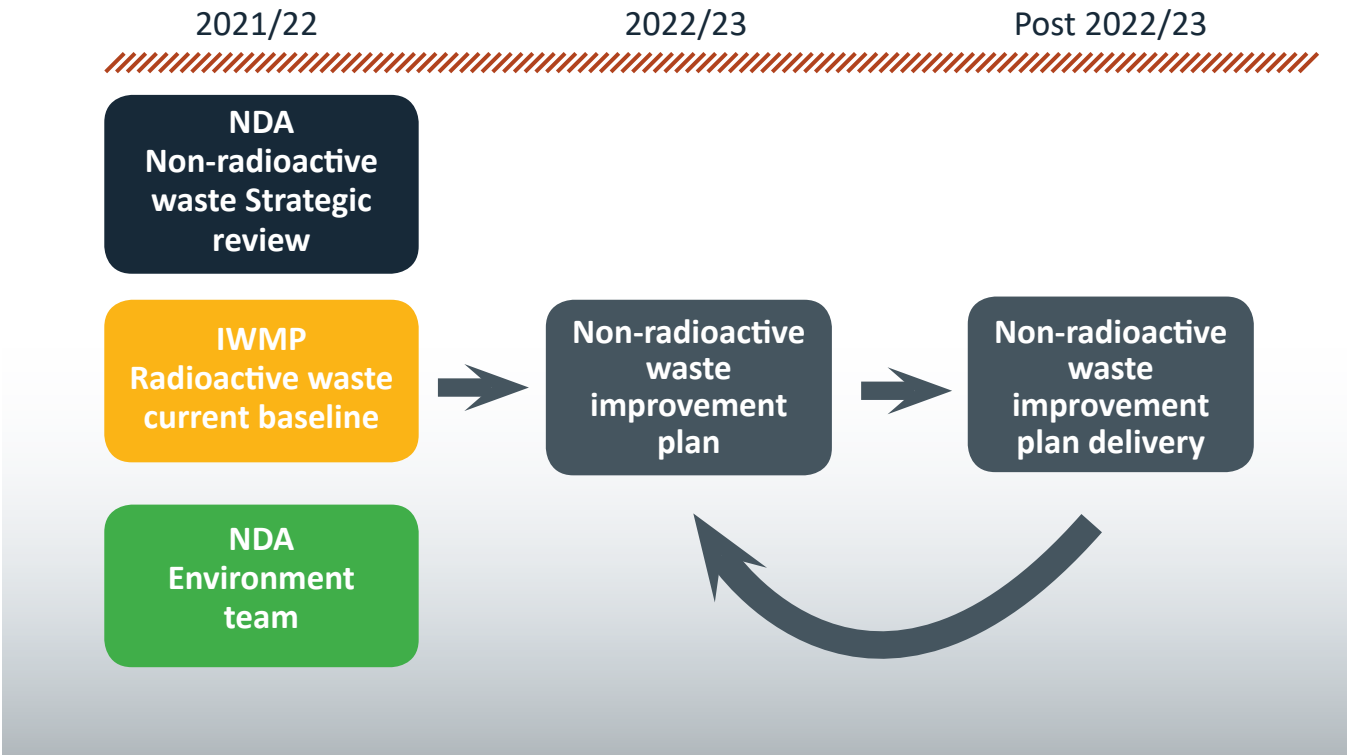 2021/22
2022/23
Post 2022/23
NDA
Non-radioactive
waste Strategic
review
IWMP
Radioactive waste
current baseline
NDA
Environment
team
Non-radioactive
waste
improvement
plan
Non-radioactive
waste
improvement
plan delivery